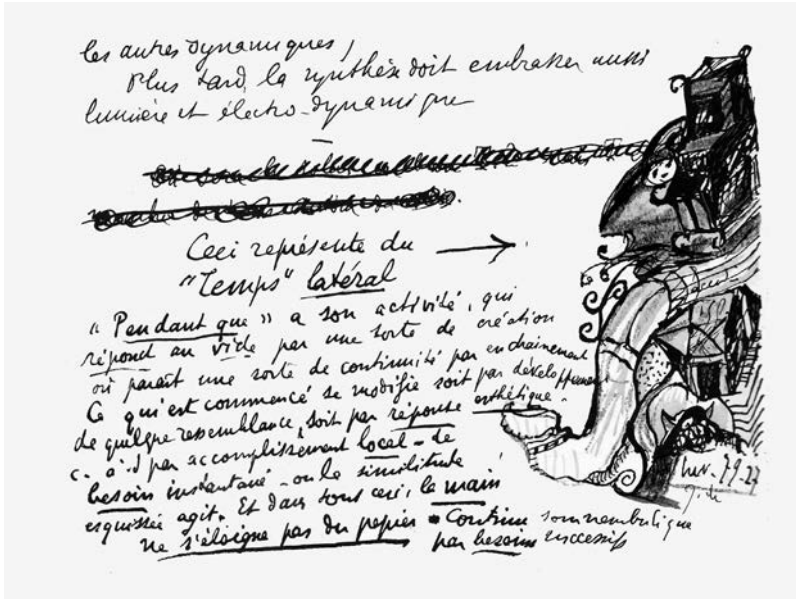 les autres dynamiques,
Plus tard, la synthèse doit embrasser aussi
lumière et électro-dynamique
Ceci représente du
"Temps" latéral
« Pendant que » a son activité, qui
répond au vide par une sorte de création
où paraît une sorte de continuité par enchaînement
Ce qui est commencé se modifie soit par développement
de quelque ressemblance, soit par réponse esthétique -
c. à.d par accomplissement local - de
besoin instantané - ou la similitude
esquissée agit. Et dans tout ceci, la main
ne s'éloigne pas du papier Continu somnambulique
par besoins successifs